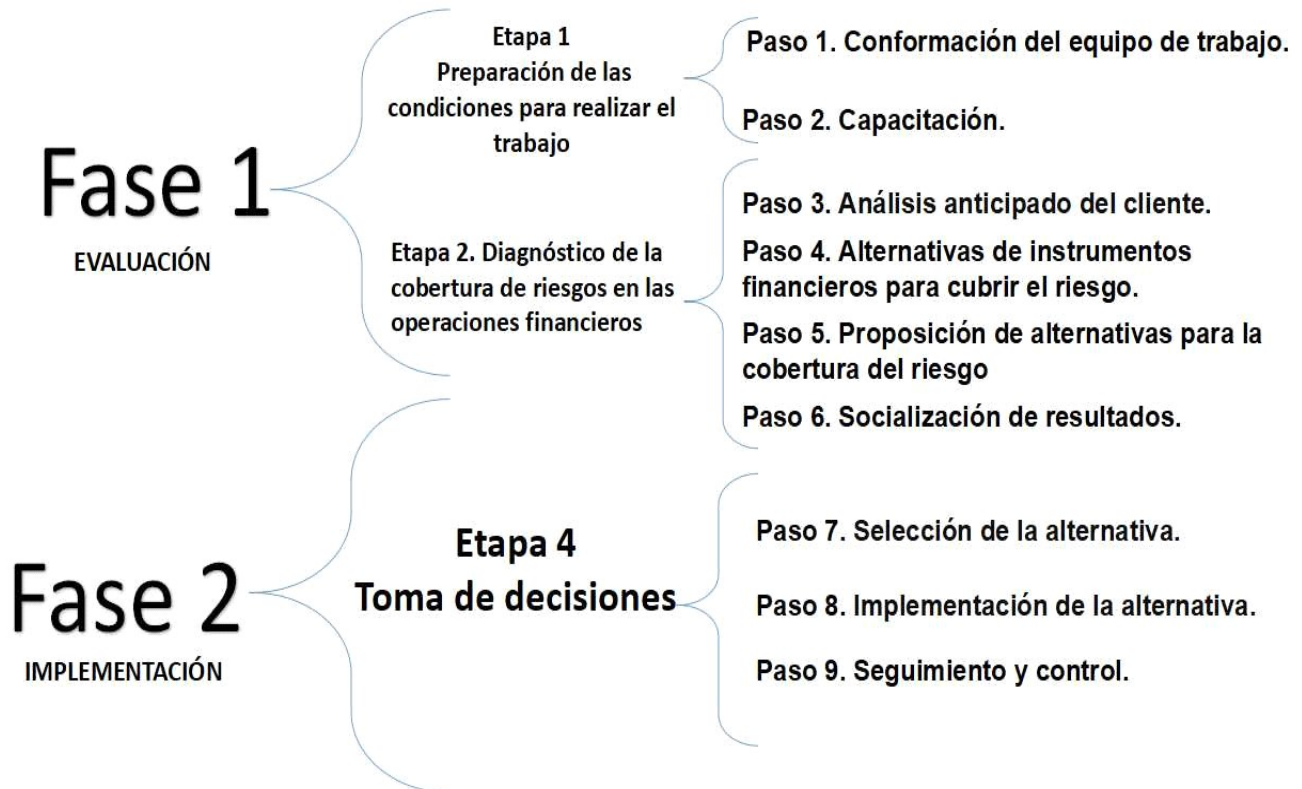 Fase 1
EVALUACIÓN
Etapa 1
Preparación de las
condiciones para realizar el
trabajo
Paso 1. Conformación del equipo de trabajo.
Paso 2. Capacitación.
Etapa 2. Diagnóstico de la
cobertura de riesgos en las
operaciones financieros
Paso 3. Análisis anticipado del cliente.
Paso 4. Alternativas de instrumentos
financieros para cubrir el riesgo.
Paso 5. Proposición de alternativas para la
cobertura del riesgo
Paso 6. Socialización de resultados.
Fase 2
IMPLEMENTACIÓN
Etapa 4
Toma de decisiones
Paso 7. Selección de la alternativa.
Paso 8. Implementación de la alternativa.
Paso 9. Seguimiento y control.